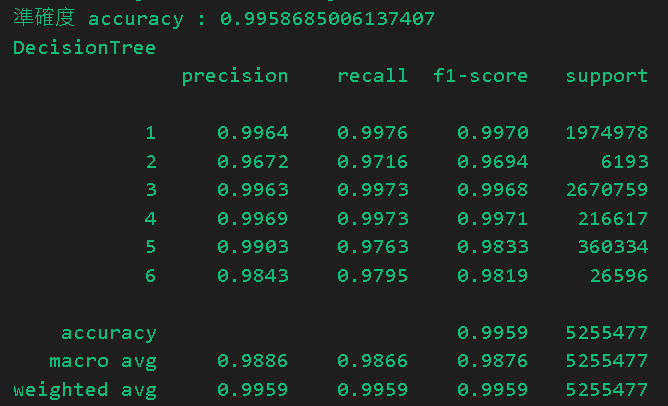 準確度 accuracy : 0.9958685006137407
DecisionTree
precision recall f1-score support
1 0.9964 0.9976 0.9970 1974978
2 0.9672 0.9716 0.9694 6193
3 0.9963 0.9973 0.9968 2670759
4 0.9969 0.9973 0.9971 216617
5 0.9903 0.9763 0.9833 360334
6 0.9843 0.9795 0.9819 26596
accuracy 0.9959 5255477
macro avg 0.9886 0.9866 0.9876 5255477
weighted avg 0.9959 0.9959 0.9959 5255477